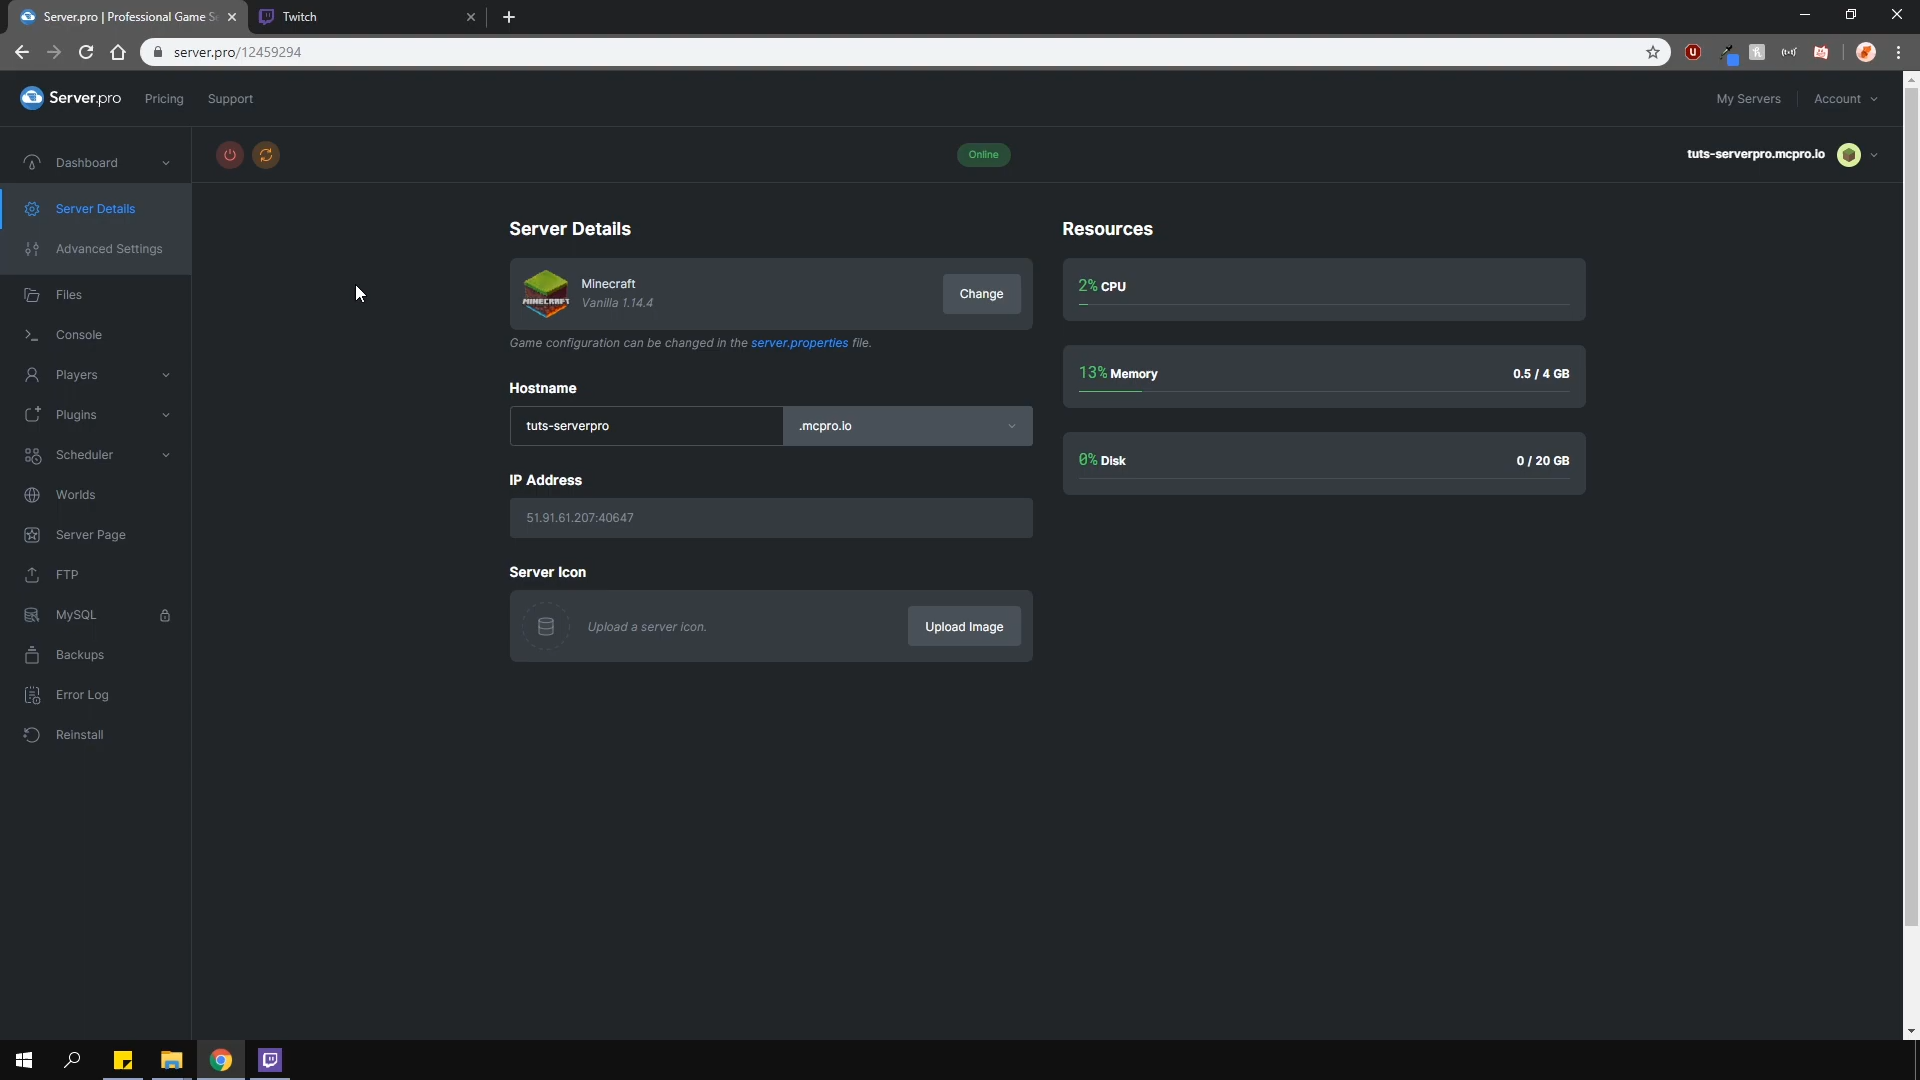 Server.pro | Professional Game S
Twitch
server.pro/12459294
Server.pro
Pricing
Support
My Servers
Account
Dashboard
Online
tuts-serverpro.mcpro.io
Server Details
Advanced Settings
Files
Console
Players
Plugins
Scheduler
Worlds
Server Page
FTP
MySQL
Backups
Error Log
Reinstall
Server Details
MINECRAFT
Minecraft
Vanilla 1.14.4
Change
Game configuration can be changed in the server.properties file.
Hostname
tuts-serverpro
.mcpro.io
IP Address
51.91.61.207:40647
Server Icon
Upload a server icon.
Upload Image
Resources
2% CPU
13% Memory
0.5 / 4 GB
0% Disk
0 / 20 GB